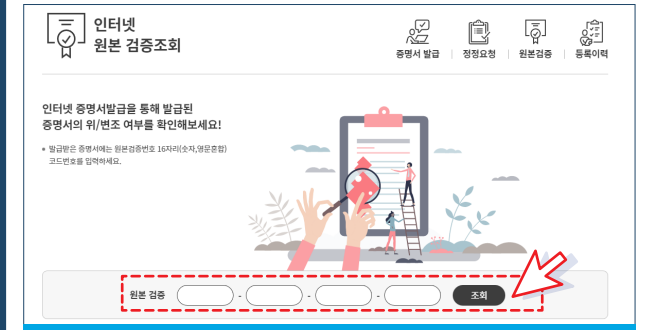 인터넷
원본 검증조회
증명서 발급
정정요청
원본검증
등록이력
인터넷 증명서발급을 통해 발급된
증명서의 위/변조 여부를 확인해보세요!
• 발급받은 증명서에는 원본검증번호 16자리(숫자,영문혼합)
코드번호를 입력하세요.
원본 검증 - - - 조회